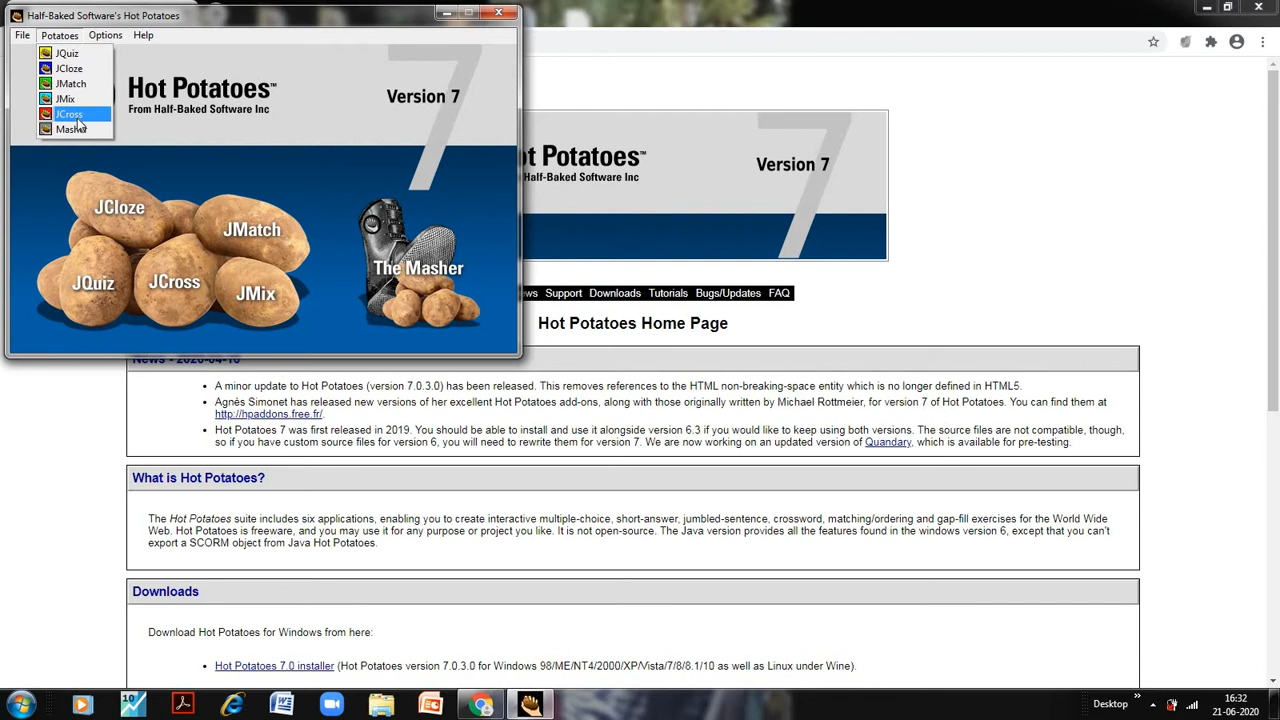 Half-Baked Software's Hot Potatoes
File Potatoes Options Help
JQuiz
JCloze
JMatch
JMix
JCross
Masher
Hot Potatoes™
From Half-Baked Software Inc
Version 7
7
JCloze
JMatch
JQuiz
JCross
JMix
The Masher
ot Potatoes™
Half-Baked Software Inc
Version 7
7
ws Support Downloads Tutorials Bugs/Updates FAQ
Hot Potatoes Home Page
News - 2020-04-10
A minor update to Hot Potatoes (version 7.0.3.0) has been released. This removes references to the HTML non-breaking-space entity which is no longer defined in HTML5.
Agnès Simonet has released new versions of her excellent Hot Potatoes add-ons, along with those originally written by Michael Rottmeier, for version 7 of Hot Potatoes. You can find them at
http://hpaddons.free.fr/.
Hot Potatoes 7 was first released in 2019. You should be able to install and use it alongside version 6.3 if you would like to keep using both versions. The source files are not compatible, though,
so if you have custom source files for version 6, you will need to rewrite them for version 7. We are now working on an updated version of Quandary, which is available for pre-testing.
What is Hot Potatoes?
The Hot Potatoes suite includes six applications, enabling you to create interactive multiple-choice, short-answer, jumbled-sentence, crossword, matching/ordering and gap-fill exercises for the World Wide
Web. Hot Potatoes is freeware, and you may use it for any purpose or project you like. It is not open-source. The Java version provides all the features found in the windows version 6, except that you can't
export a SCORM object from Java Hot Potatoes.
Downloads
Download Hot Potatoes for Windows from here:
Hot Potatoes 7.0 installer (Hot Potatoes version 7.0.3.0 for Windows 98/ME/NT4/2000/XP/Vista/7/8/8.1/10 as well as Linux under Wine).
10
Desktop
16:32
21-06-2020